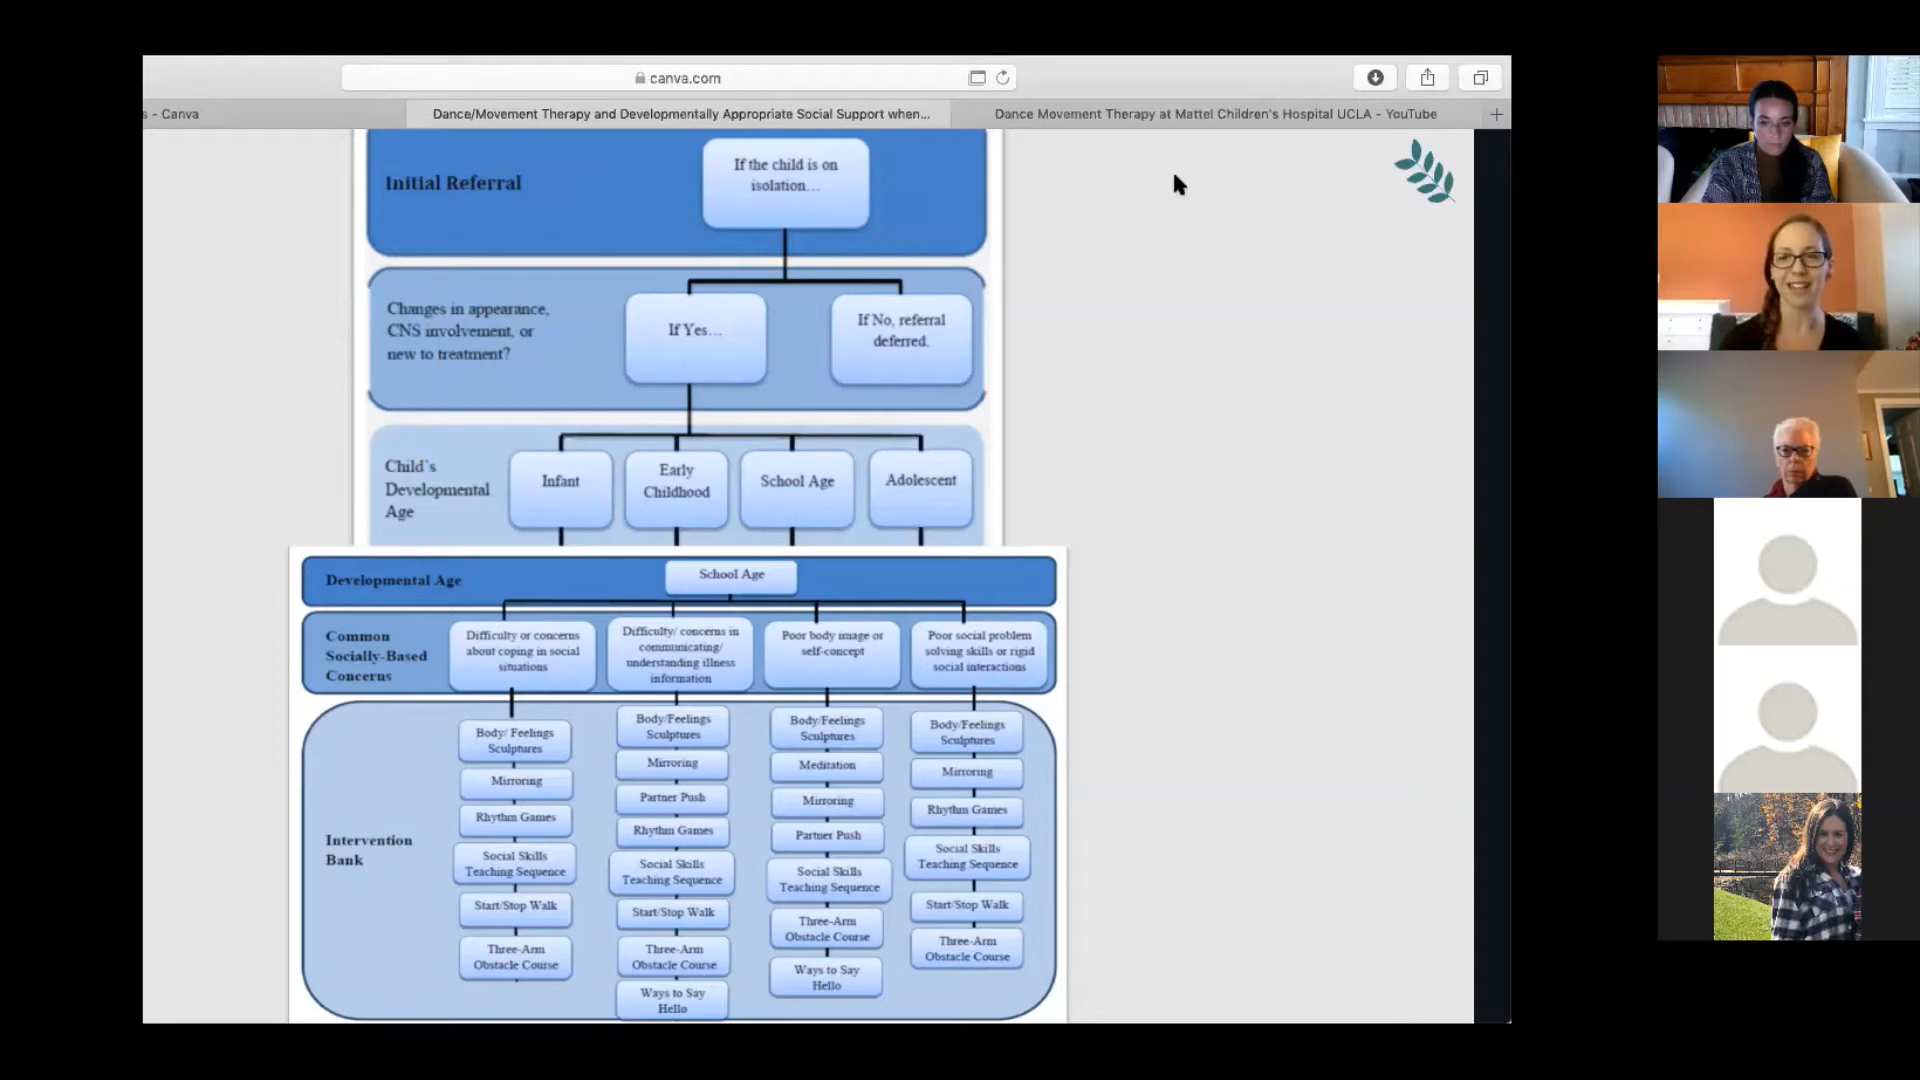 canva.com
s - Canva
Dance/Movement Therapy and Developmentally Appropriate Social Support when...
Dance Movement Therapy at Mattel Children's Hospital UCLA - YouTube
Initial Referral
If the child is on
isolation...
Changes in appearance,
CNS involvement, or
new to treatment?
If Yes...
If No, referral
deferred.
Child's
Developmental
Age
Infant
Early
Childhood
School Age
Adolescent
Developmental Age
School Age
Common
Socially-Based
Concerns
Difficulty or concerns
about coping in social
situations
Difficulty/ concerns in
communicating/
understanding illness
information
Poor body image or
self-concept
Poor social problem
solving skills or rigid
social interactions
Intervention
Bank
Body/ Feelings
Sculptures
Mirroring
Rhythm Games
Social Skills
Teaching Sequence
Start/Stop Walk
Three-Arm
Obstacle Course
Body/Feelings
Sculptures
Mirroring
Partner Push
Rhythm Games
Social Skills
Teaching Sequence
Start/Stop Walk
Three-Arm
Obstacle Course
Ways to Say
Hello
Body/Feelings
Sculptures
Meditation
Mirroring
Partner Push
Social Skills
Teaching Sequence
Three-Arm
Obstacle Course
Ways to Say
Hello
Body/Feelings
Sculptures
Mirroring
Rhythm Games
Social Skills
Teaching Sequence
Start/Stop Walk
Three-Arm
Obstacle Course